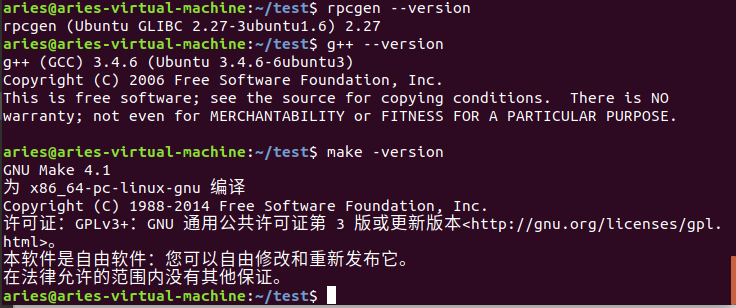 aries@aries-virtual-machine:~/test$ rpcgen --version
rpcgen (Ubuntu GLIBC 2.27-3ubuntu1.6) 2.27
aries@aries-virtual-machine:~/test$ g++ --version
g++ (GCC) 3.4.6 (Ubuntu 3.4.6-6ubuntu3)
Copyright (C) 2006 Free Software Foundation, Inc.
This is free software; see the source for copying conditions.  There is NO
warranty; not even for MERCHANTABILITY or FITNESS FOR A PARTICULAR PURPOSE.
aries@aries-virtual-machine:~/test$ make -version
GNU Make 4.1
为 x86_64-pc-linux-gnu 编译
Copyright (C) 1988-2014 Free Software Foundation, Inc.
许可证：GPLv3+：GNU 通用公共许可证第 3 版或更新版本<http://gnu.org/licenses/gpl.
html>。
本软件是自由软件：您可以自由修改和重新发布它。
在法律允许的范围内没有其他保证。
aries@aries-virtual-machine:~/test$